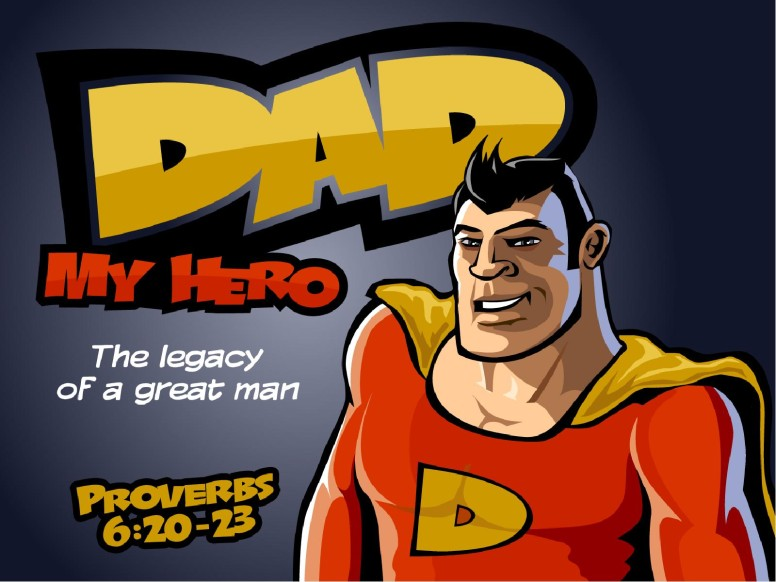 DAD
MY HERO
The legacy
of a great man
PROVERBS
6:20-23
D